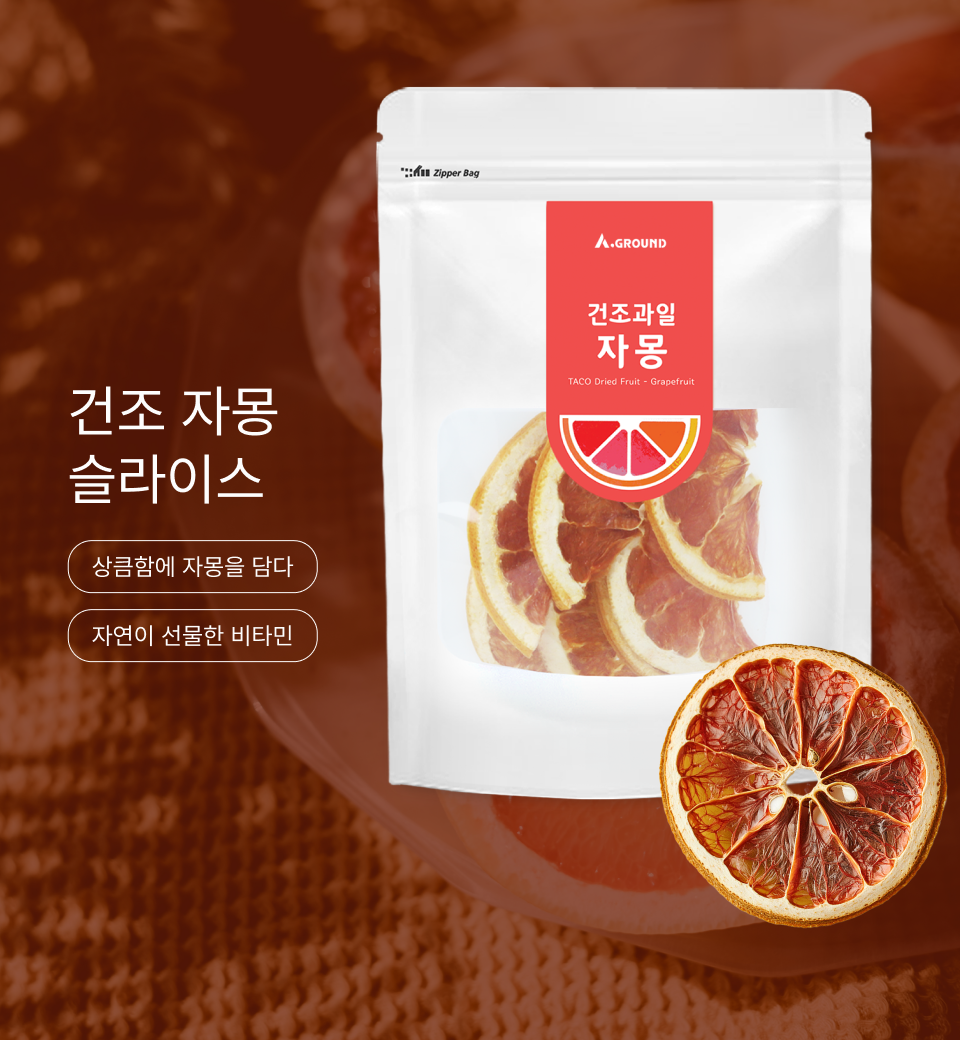 Zipper Bag
A.GROUND
건조과일
자몽
TACO Dried Fruit - Grapefruit
건조 자몽
슬라이스
상큼함에 자몽을 담다
자연이 선물한 비타민